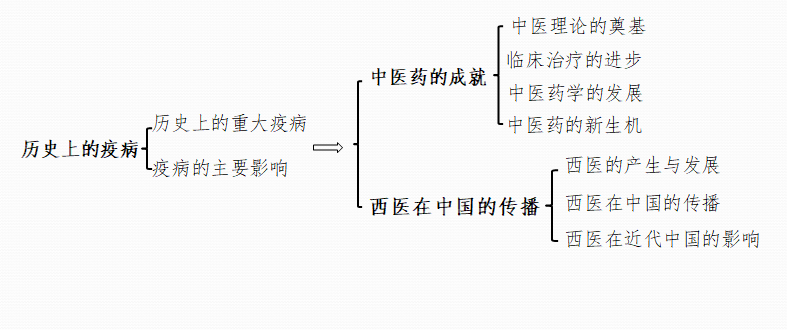 历史上的疫病
历史上的重大疫病
疫病的主要影响
中医药的成就
中医理论的奠基
临床治疗的进步
中医药学的发展
中医药的新生机
西医在中国的传播
西医的产生与发展
西医在中国的传播
西医在近代中国的影响